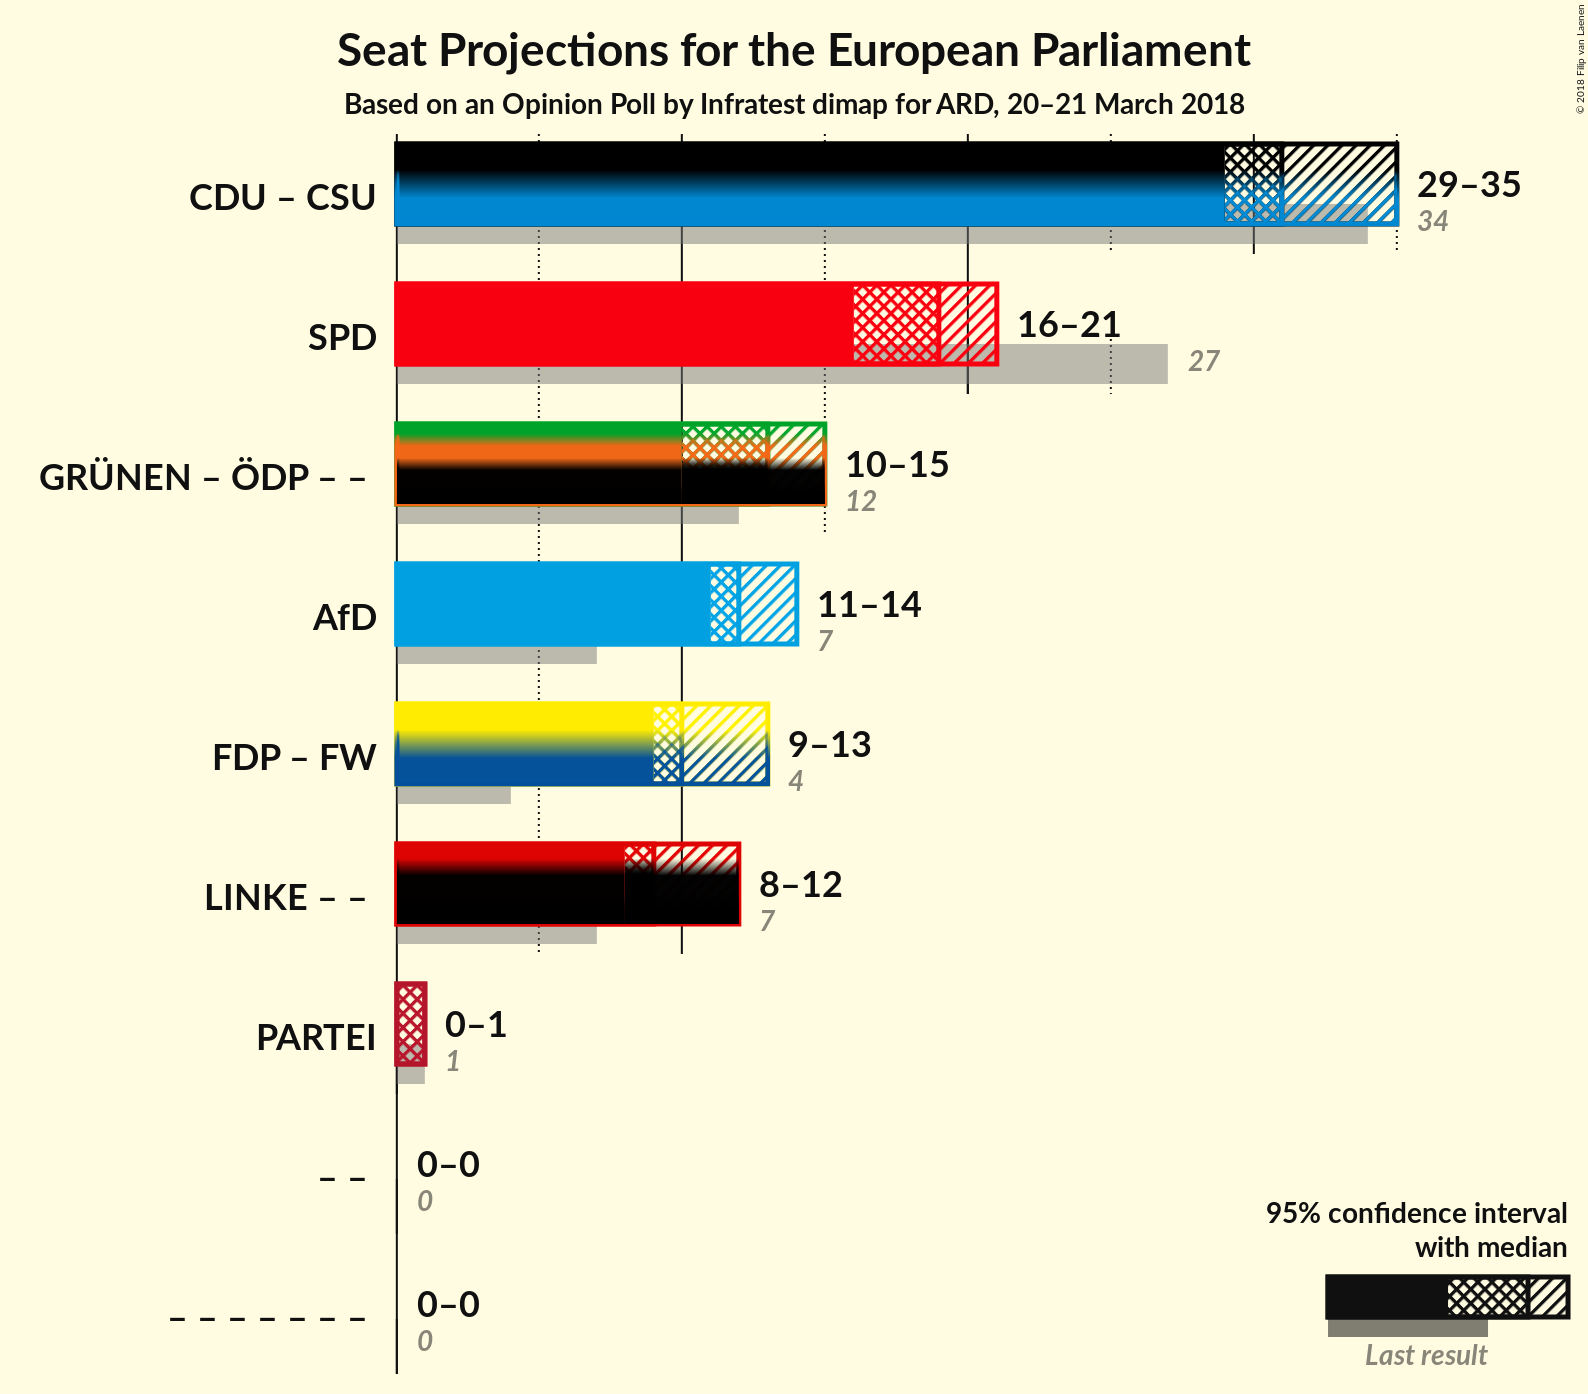 Seat Projections for the European Parliament
Based on an Opinion Poll by Infratest dimap for ARD, 20–21 March 2018
© 2018 Filip van Laenen
CDU – CSU
29–35
34
SPD
16–21
27
GRÜNEN – ÖDP – –
10–15
12
AfD
11–14
7
FDP – FW
9–13
4
LINKE – –
8–12
7
PARTEI
0–1
1
– –
0–0
0
– – – – – – –
0–0
0
95% confidence interval
with median
Last result